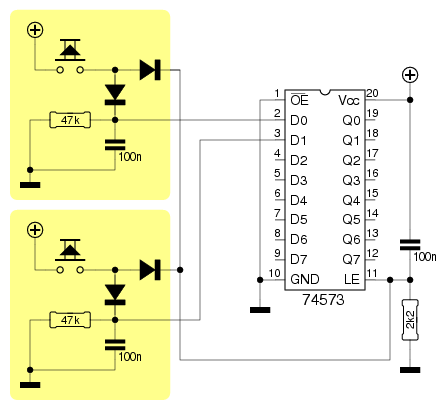 47k
100n
47k
100n
1 OE Vcc 20
2 D0 Q0 19
3 D1 Q1 18
4 D2 Q2 17
5 D3 Q3 16
6 D4 Q4 15
7 D5 Q5 14
8 D6 Q6 13
9 D7 Q7 12
10 GND LE 11
74573
100n
2k2